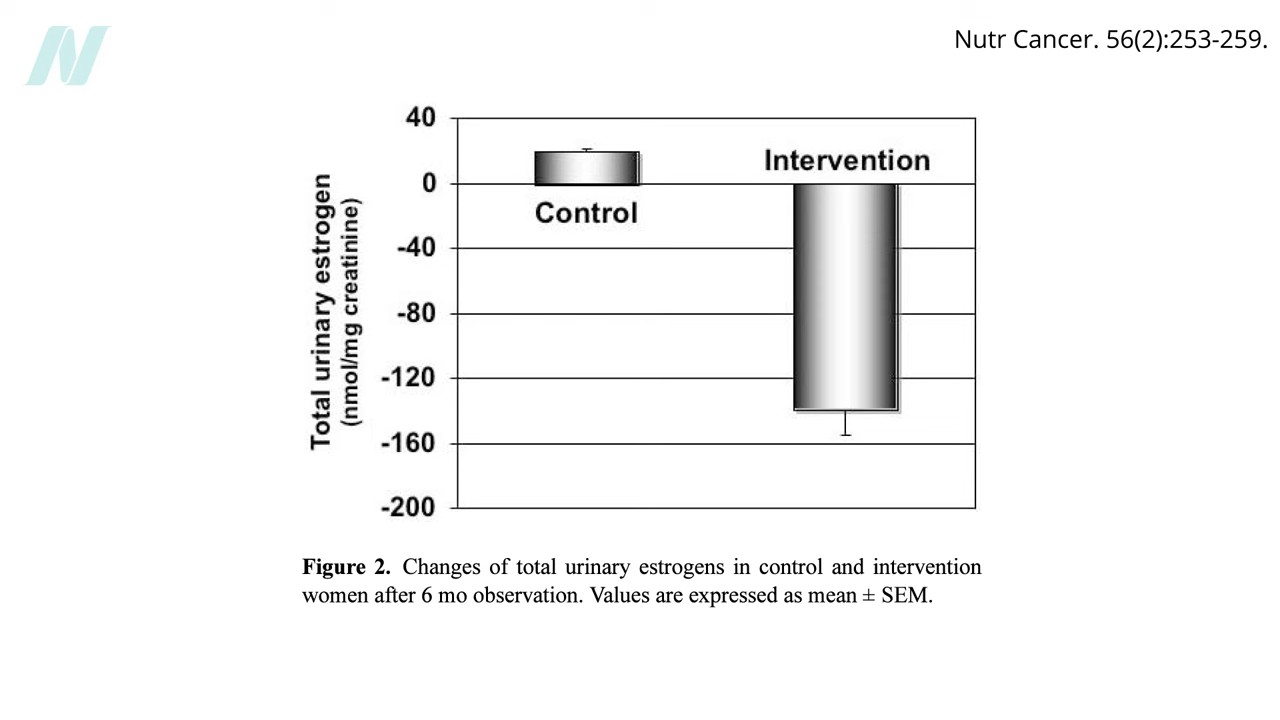 Nutr Cancer. 56(2):253-259.
Total urinary estrogen
(nmol/mg creatinine)
40
0
-40
-80
-120
-160
-200
Control
Intervention
Figure 2. Changes of total urinary estrogens in control and intervention
women after 6 mo observation. Values are expressed as mean ± SEM.